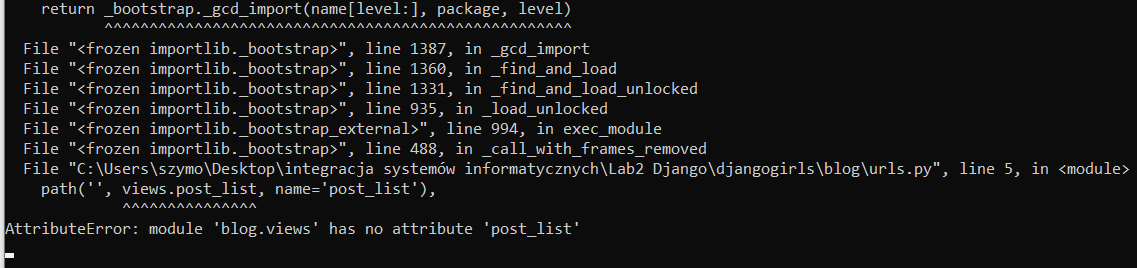 return _bootstrap._gcd_import(name[level:], package, level)
^^^^^^^^^^^^^^^^^^^^^^^^^^^^^^^^^^^^^^^^^^^^^^^^^^^^
File "<frozen importlib._bootstrap>", line 1387, in _gcd_import
File "<frozen importlib._bootstrap>", line 1360, in _find_and_load
File "<frozen importlib._bootstrap>", line 1331, in _find_and_load_unlocked
File "<frozen importlib._bootstrap>", line 935, in _load_unlocked
File "<frozen importlib._bootstrap_external>", line 994, in exec_module
File "<frozen importlib._bootstrap>", line 488, in _call_with_frames_removed
File "C:\Users\szymo\Desktop\integracja systemów informatycznych\Lab2 Django\djangogirls\blog\urls.py", line 5, in <module>
path('', views.post_list, name='post_list'),
^^^^^^^^^^^^^^^
AttributeError: module 'blog.views' has no attribute 'post_list'